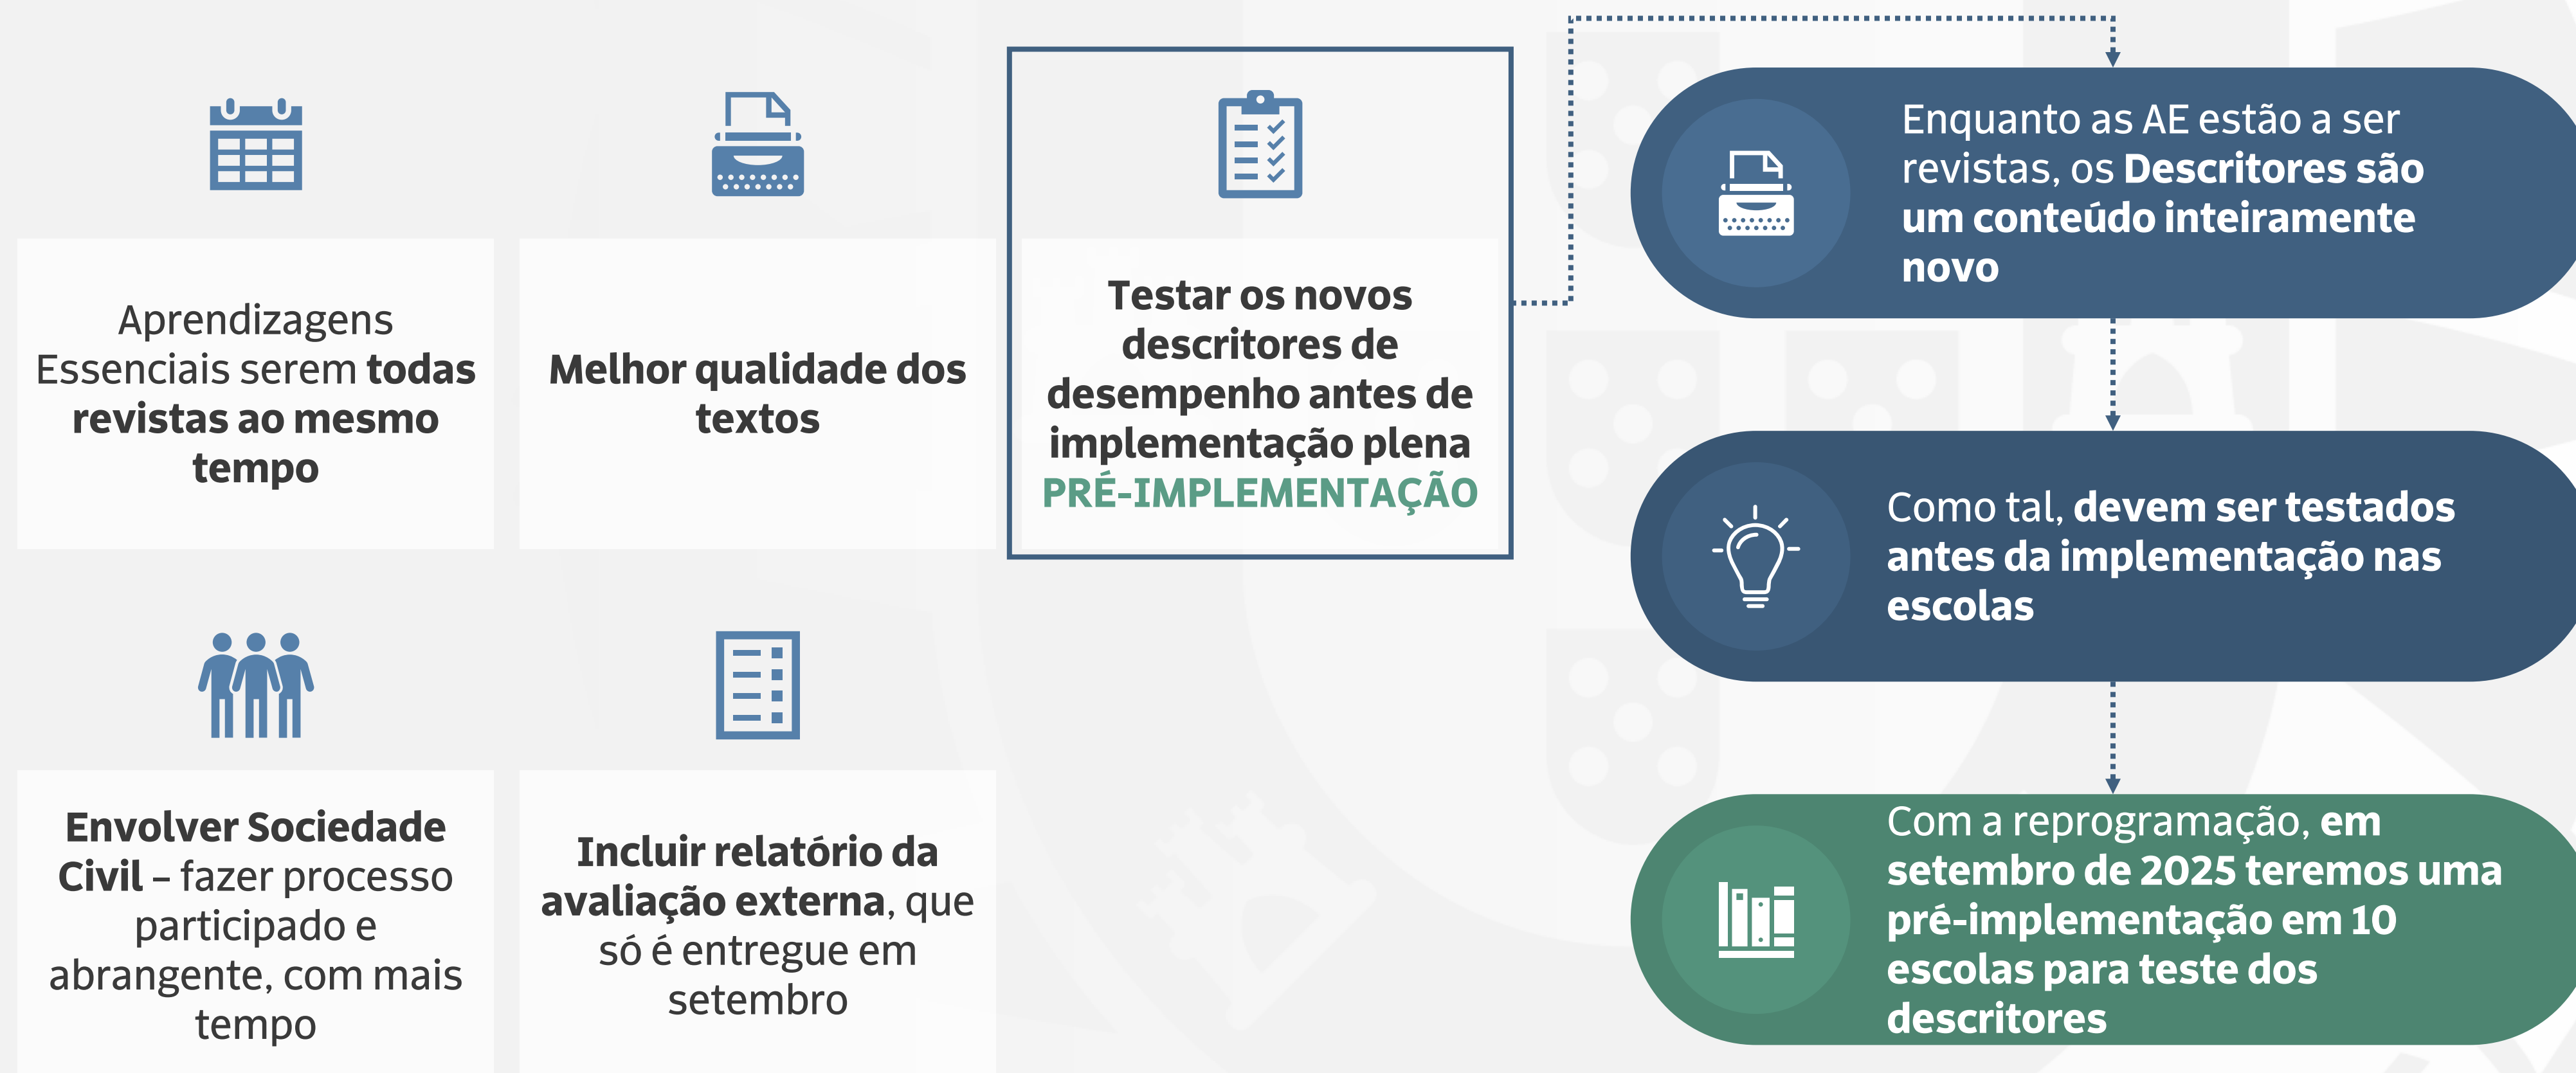 Aprendizagens
Essenciais serem todas
revistas ao mesmo
tempo
Melhor qualidade dos
textos
Testar os novos
descritores de
desempenho antes de
implementação plena
PRÉ-IMPLEMENTAÇÃO
Envolver Sociedade
Civil – fazer processo
participado e
abrangente, com mais
tempo
Incluir relatório da
avaliação externa, que
só é entregue em
setembro
Enquanto as AE estão a ser
revistas, os Descritores são
um conteúdo inteiramente
novo
Como tal, devem ser testados
antes da implementação nas
escolas
Com a reprogramação, em
setembro de 2025 teremos uma
pré-implementação em 10
escolas para teste dos
descritores